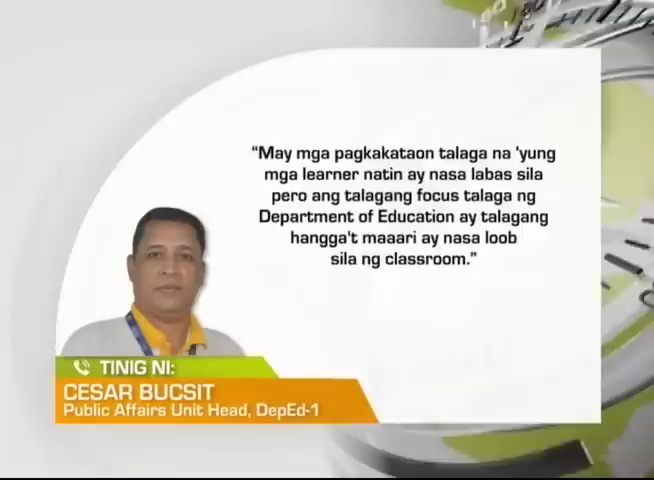 “May mga pagkakataon talaga na ‘yung
mga learner natin ay nasa labas sila
pero ang talagang focus talaga ng
Department of Education ay talagang
hangga't maaari ay nasa loob
sila ng classroom.”
TINIG NI:
CESAR BUCSIT
Public Affairs Unit Head, DepEd-1